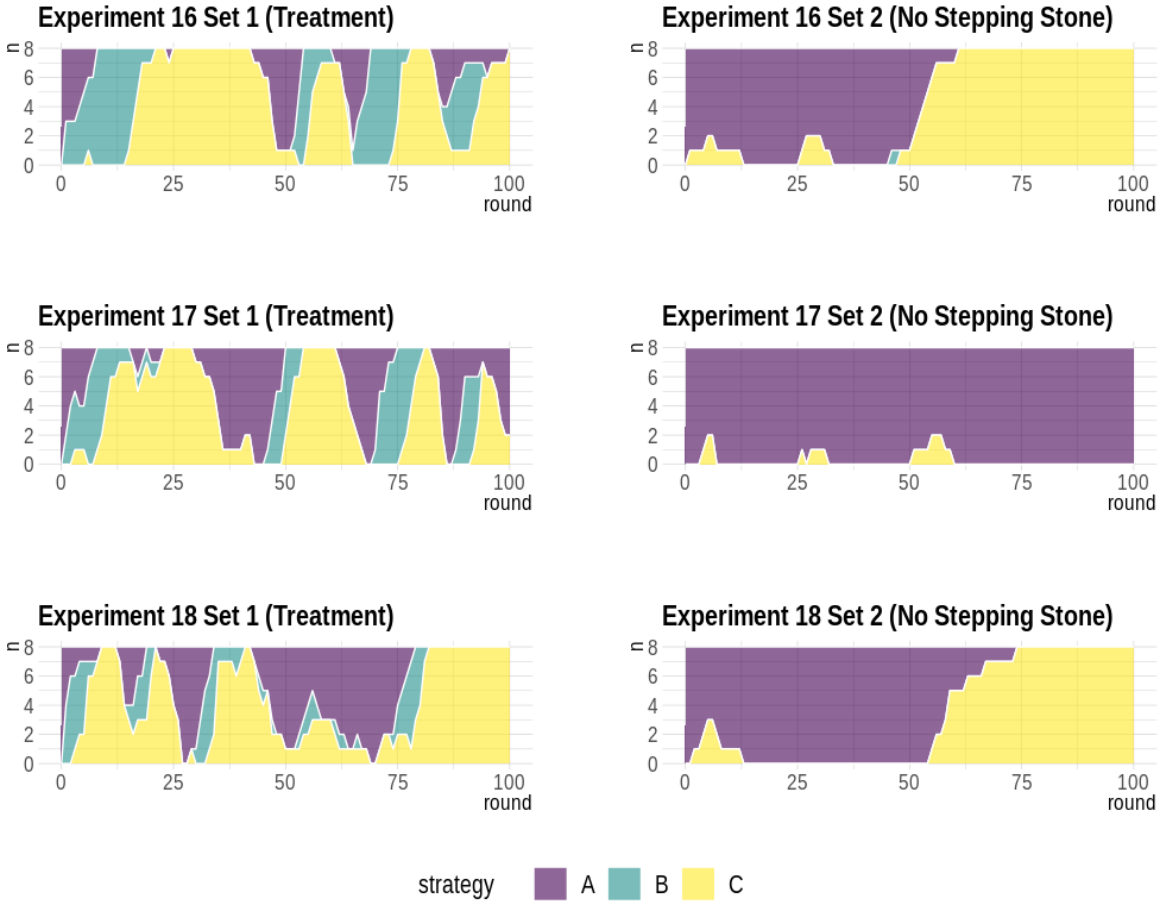 Experiment 16 Set 1 (Treatment)
n
8
6
4
2
0
0 25 50 75 100
round
Experiment 16 Set 2 (No Stepping Stone)
n
8
6
4
2
0
0 25 50 75 100
round
Experiment 17 Set 1 (Treatment)
n
8
6
4
2
0
0 25 50 75 100
round
Experiment 17 Set 2 (No Stepping Stone)
n
8
6
4
2
0
0 25 50 75 100
round
Experiment 18 Set 1 (Treatment)
n
8
6
4
2
0
0 25 50 75 100
round
Experiment 18 Set 2 (No Stepping Stone)
n
8
6
4
2
0
0 25 50 75 100
round
strategy A B C